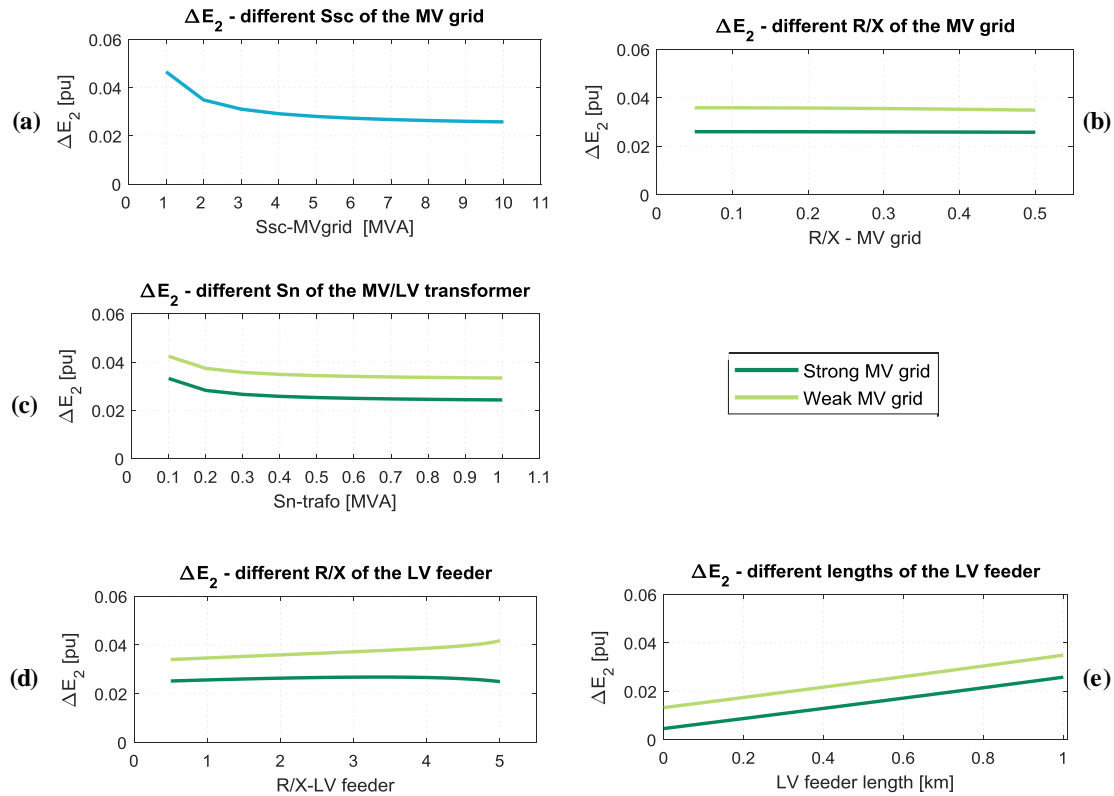 ΔE2 - different Ssc of the MV grid
0.06
0.04
0.02
0
ΔE2 [pu]
(a)
0 1 2 3 4 5 6 7 8 9 10 11
Ssc-MVgrid [MVA]
ΔE2 - different R/X of the MV grid
0.06
0.04
0.02
0
ΔE2 [pu]
(b)
0 0.1 0.2 0.3 0.4 0.5
R/X - MV grid
ΔE2 - different Sn of the MV/LV transformer
0.06
0.04
0.02
0
ΔE2 [pu]
(c)
0 0.1 0.2 0.3 0.4 0.5 0.6 0.7 0.8 0.9 1 1.1
Sn-trafo [MVA]
Strong MV grid
Weak MV grid
ΔE2 - different R/X of the LV feeder
0.06
0.04
0.02
0
ΔE2 [pu]
(d)
0 1 2 3 4 5
R/X-LV feeder
ΔE2 - different lengths of the LV feeder
0.06
0.04
0.02
0
ΔE2 [pu]
(e)
0 0.2 0.4 0.6 0.8 1
LV feeder length [km]